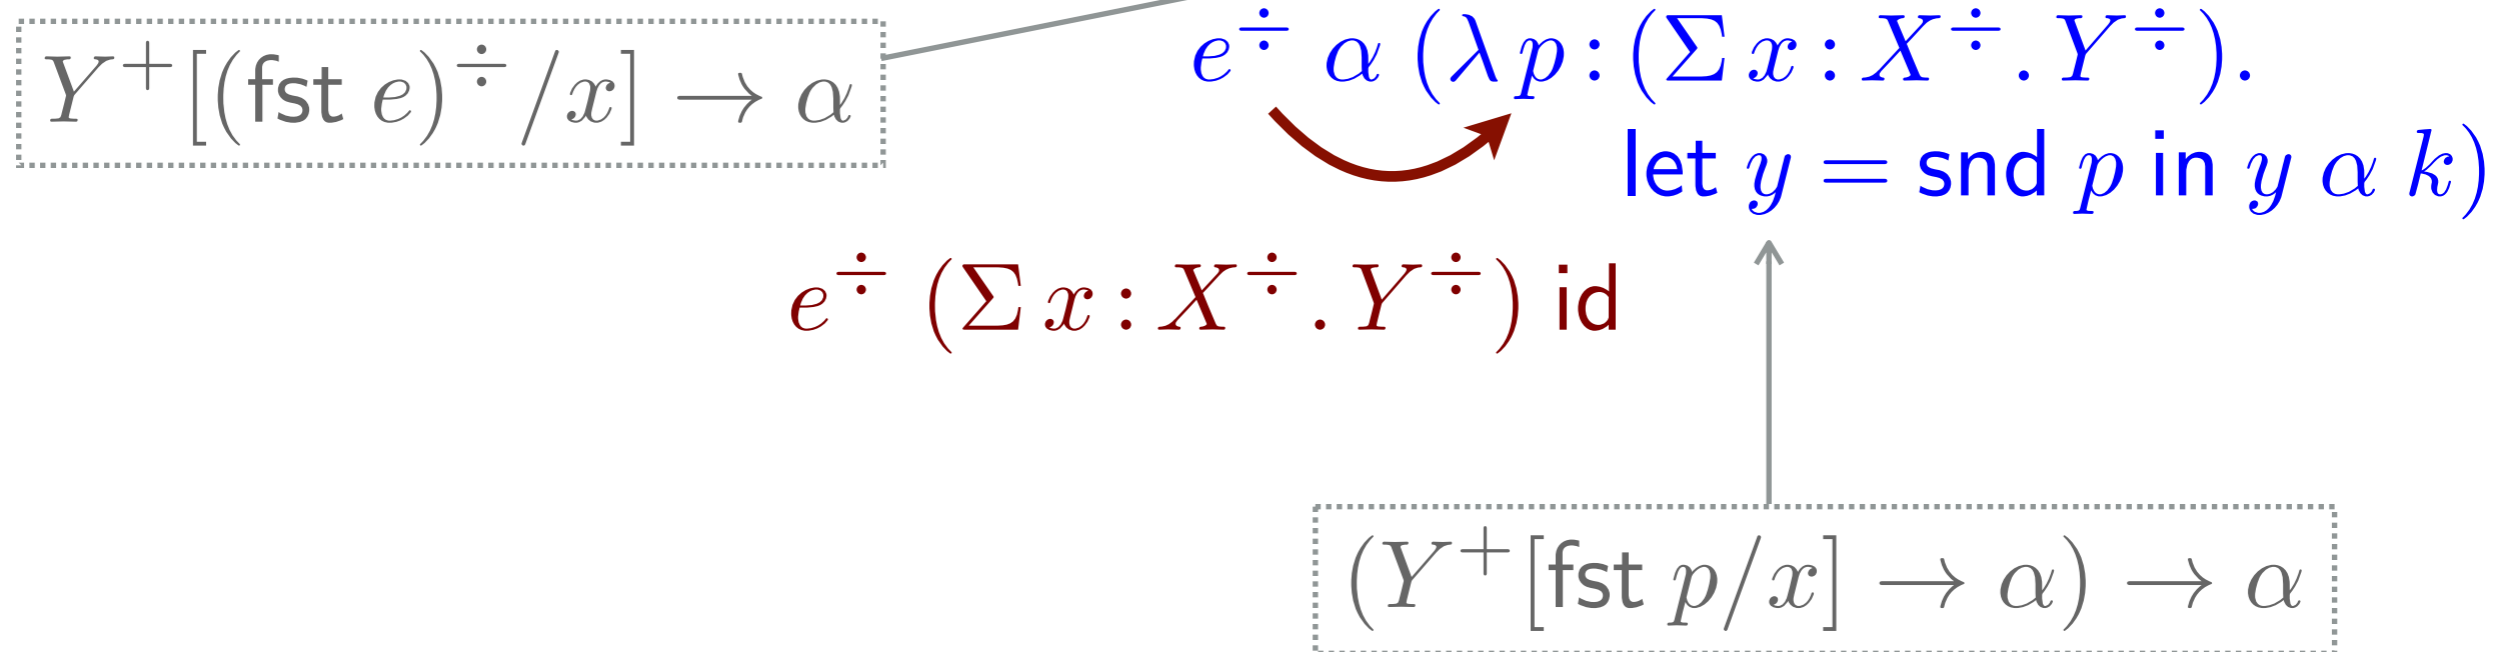 e÷ α (λ p : (Σ x : X÷. Y÷).
Y⁺[(fst e)÷/x] → α
let y = snd p in y α k)
e÷ (Σ x : X÷. Y÷) id
(Y⁺[fst p/x] → α) → α